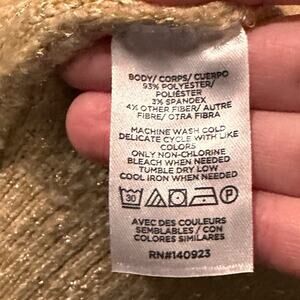 BODY/ CORPS/ CUERPO
93% POLYESTER/
POLIÉSTER
3% SPANDEX
4% OTHER FIBER/ AUTRE
FIBRE/ OTRA FIBRA
MACHINE WASH COLD
DELICATE CYCLE WITH LIKE
COLORS
ONLY NON-CHLORINE
BLEACH WHEN NEEDED
TUMBLE DRY LOW
COOL IRON WHEN NEEDED
30 P
AVEC DES COULEURS
SEMBLABLES / CON
COLORES SIMILARES
RN#140923